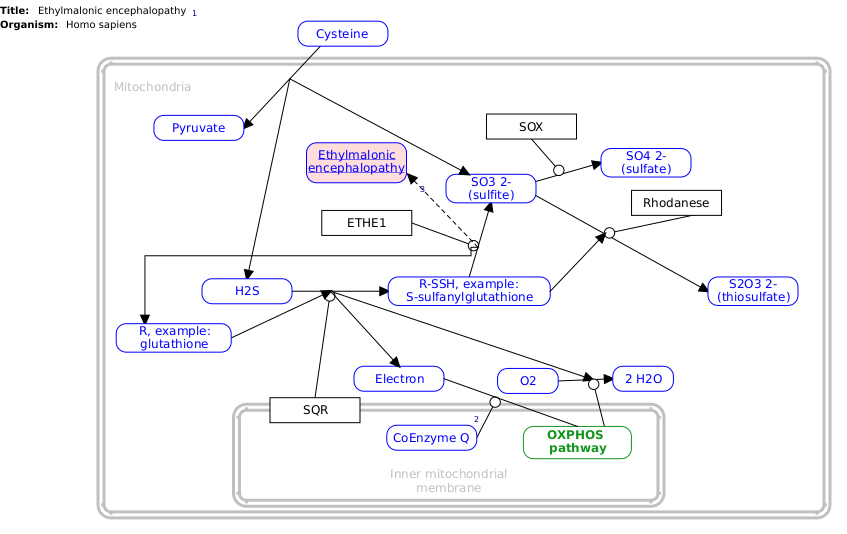 Title: Ethylmalonic encephalopathy 1
Organism: Homo sapiens
Cysteine
Mitochondria
Pyruvate
SOX
Ethylmalonic
encephalopathy
SO4 2-
(sulfate)
SO3 2-
(sulfite)
3
Rhodanese
ETHE1
H2S
R-SSH, example:
S-sulfanylglutathione
S2O3 2-
(thiosulfate)
R, example:
glutathione
Electron
O2
2 H2O
SQR
2
CoEnzyme Q
OXPHOS
pathway
Inner mitochondrial
membrane